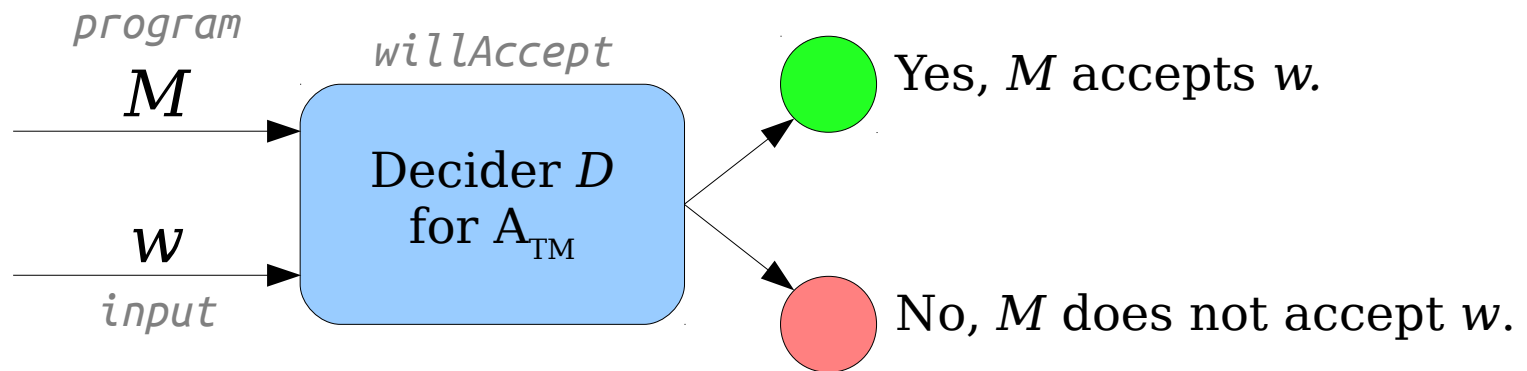 program
M
willAccept
Yes, M accepts w.
Decider D
for A_TM
w
input
No, M does not accept w.